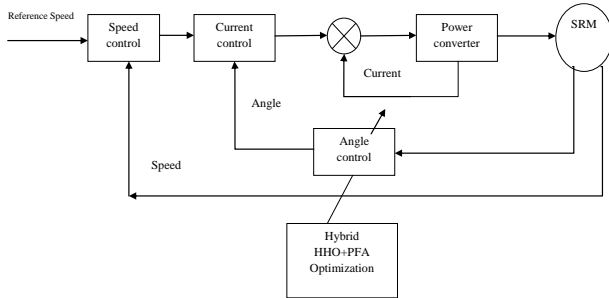 Reference Speed
Speed
control
Current
control
Power
converter
SRM
Current
Angle
Angle
control
Speed
Hybrid
HHO+PFA
Optimization